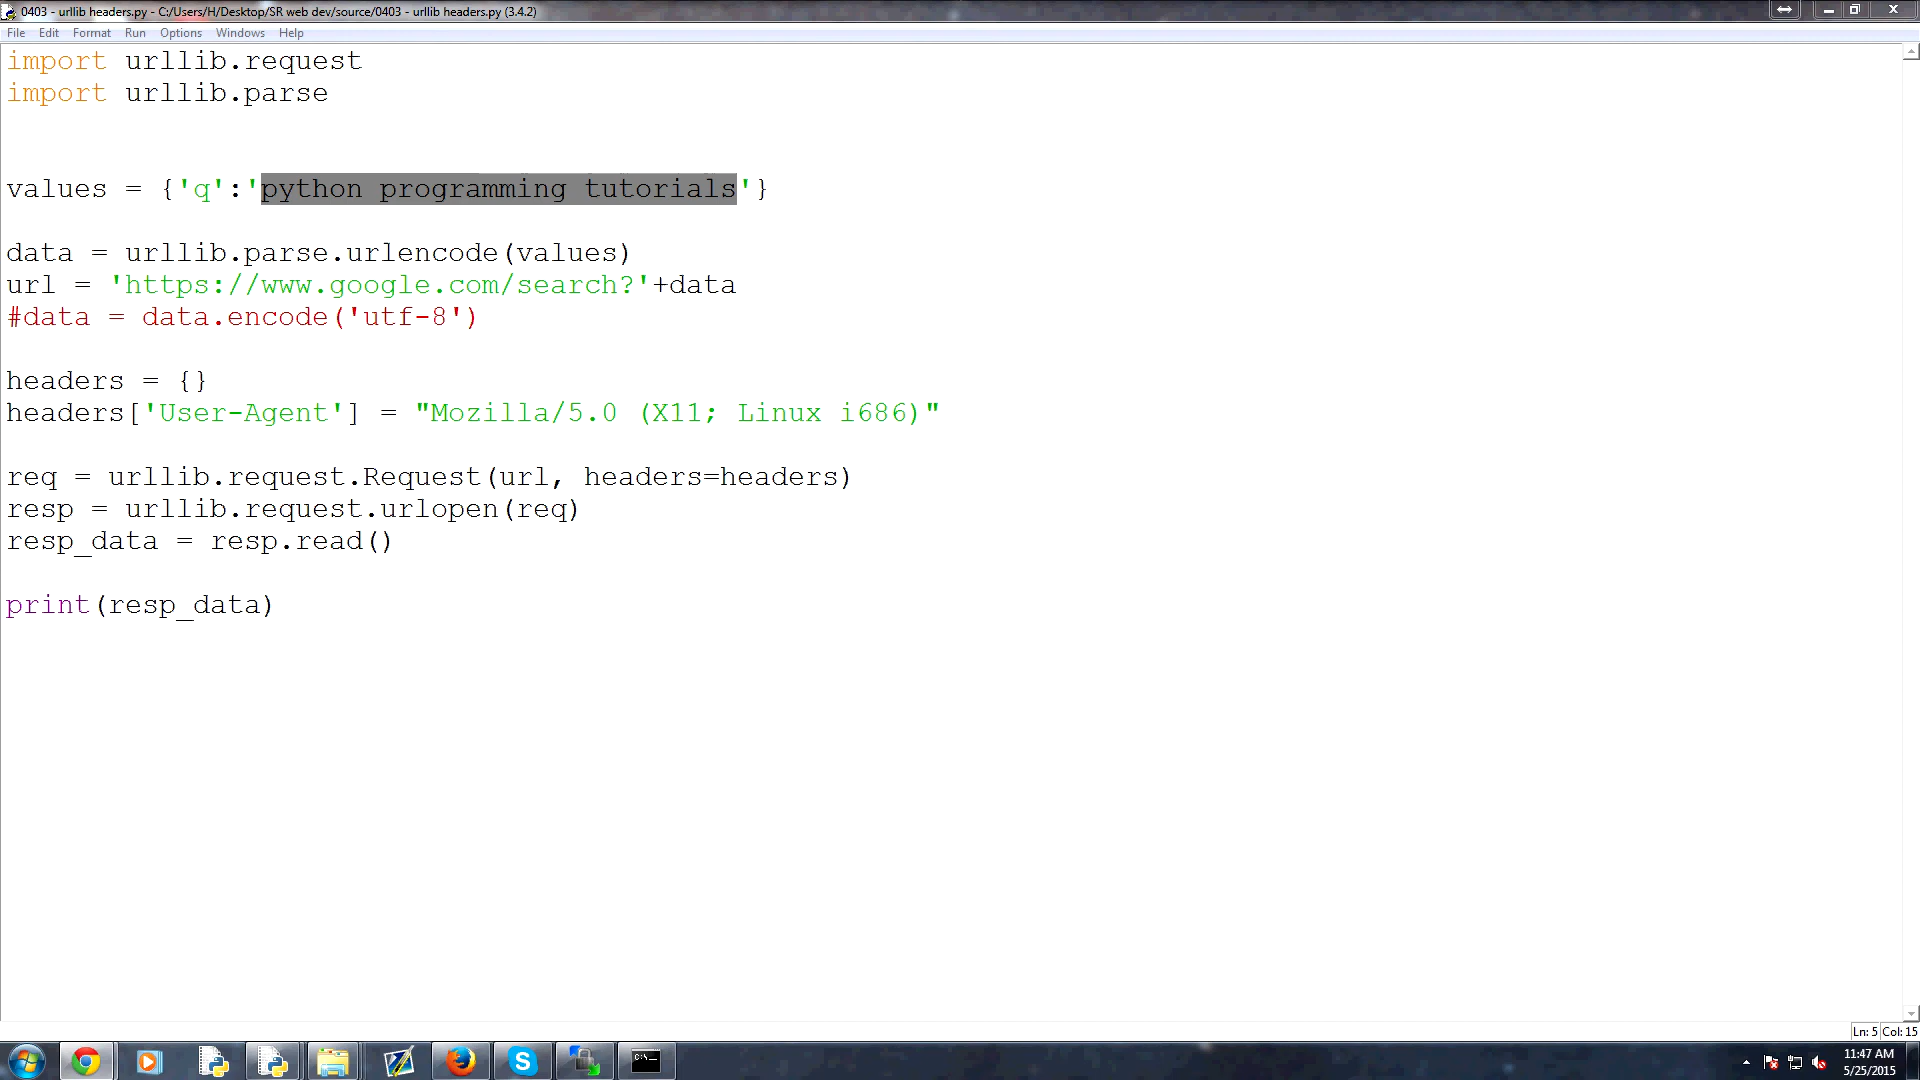 0403 - urllib headers.py - C:/Users/H/Desktop/SR web dev/source/0403 - urllib headers.py (3.4.2)
File Edit Format Run Options Windows Help
import urllib.request
import urllib.parse
values = {'q':'python programming tutorials'}
data = urllib.parse.urlencode(values)
url = 'https://www.google.com/search?'+data
#data = data.encode('utf-8')
headers = {}
headers['User-Agent'] = "Mozilla/5.0 (X11; Linux i686)"
req = urllib.request.Request(url, headers=headers)
resp = urllib.request.urlopen(req)
resp_data = resp.read()
print(resp_data)
Ln: 5 Col: 15
C:\_
11:47 AM
5/25/2015